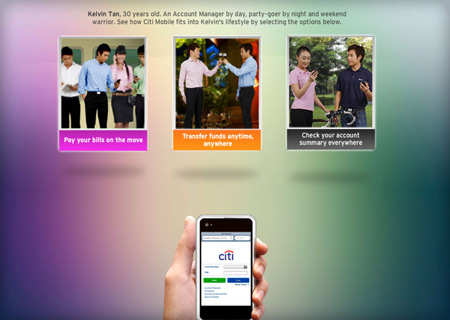 Kelvin Tan, 30 years old. An Account Manager by day, party-goer by night and weekend
warrior. See how Citi Mobile fits into Kelvin's lifestyle by selecting the options below.
Pay your bills on the move
Transfer funds anytime,
anywhere
Check your account
summary everywhere
citi